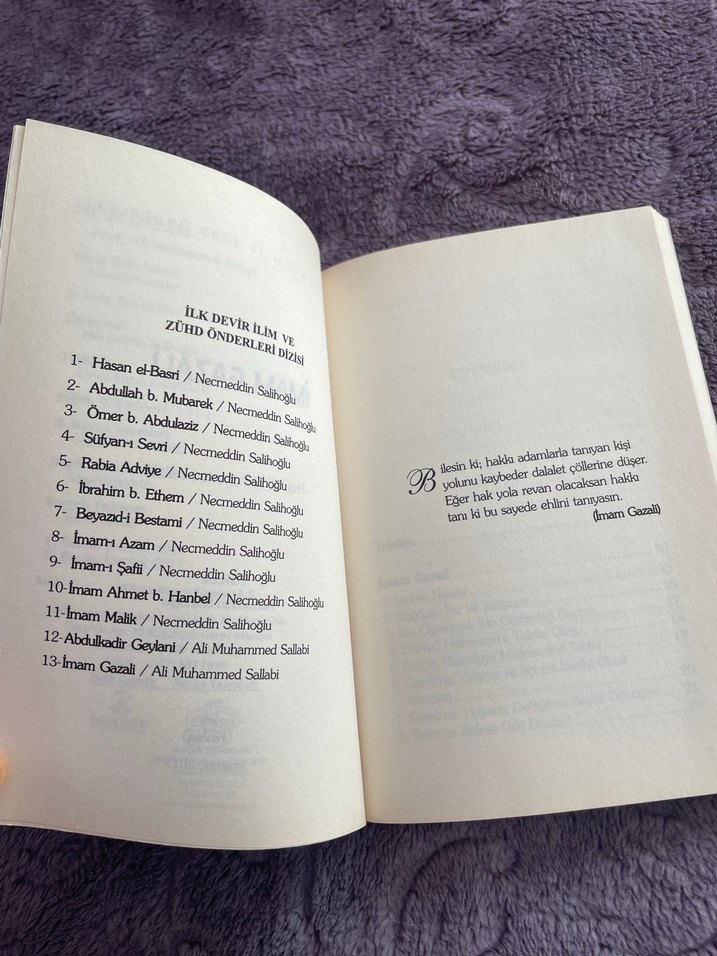 İLK DEVİR İLİM VE
ZÜHD ÖNDERLERİ DİZİSİ
1- Hasan el-Basri / Necmeddin Salihoğlu
2- Abdullah b. Mubarek / Necmeddin Salihoğlu
3- Ömer b. Abdulaziz / Necmeddin Salihoğlu
4- Süfyan-ı Sevri / Necmeddin Salihoğlu
5- Rabia Adviye / Necmeddin Salihoğlu
6- İbrahim b. Ethem / Necmeddin Salihoğlu
7- Beyazıd-i Bestami / Necmeddin Salihoğlu
8- İmam-ı Azam / Necmeddin Salihoğlu
9- İmam-ı Şafii / Necmeddin Salihoğlu
10-İmam Ahmet b. Hanbel / Necmeddin Salihoğlu
11-İmam Malik / Necmeddin Salihoğlu
12-Abdulkadir Geylani / Ali Muhammed Sallabi
13-İmam Gazali / Ali Muhammed Sallabi
Bilesin ki; hakkı adamlarla tanıyan kişi
yolunu kaybeder dalalet çöllerine düşer.
Eğer hak yola revan olacaksan hakkı
tanı ki bu sayede ehlini tanıyasın.
(İmam Gazali)